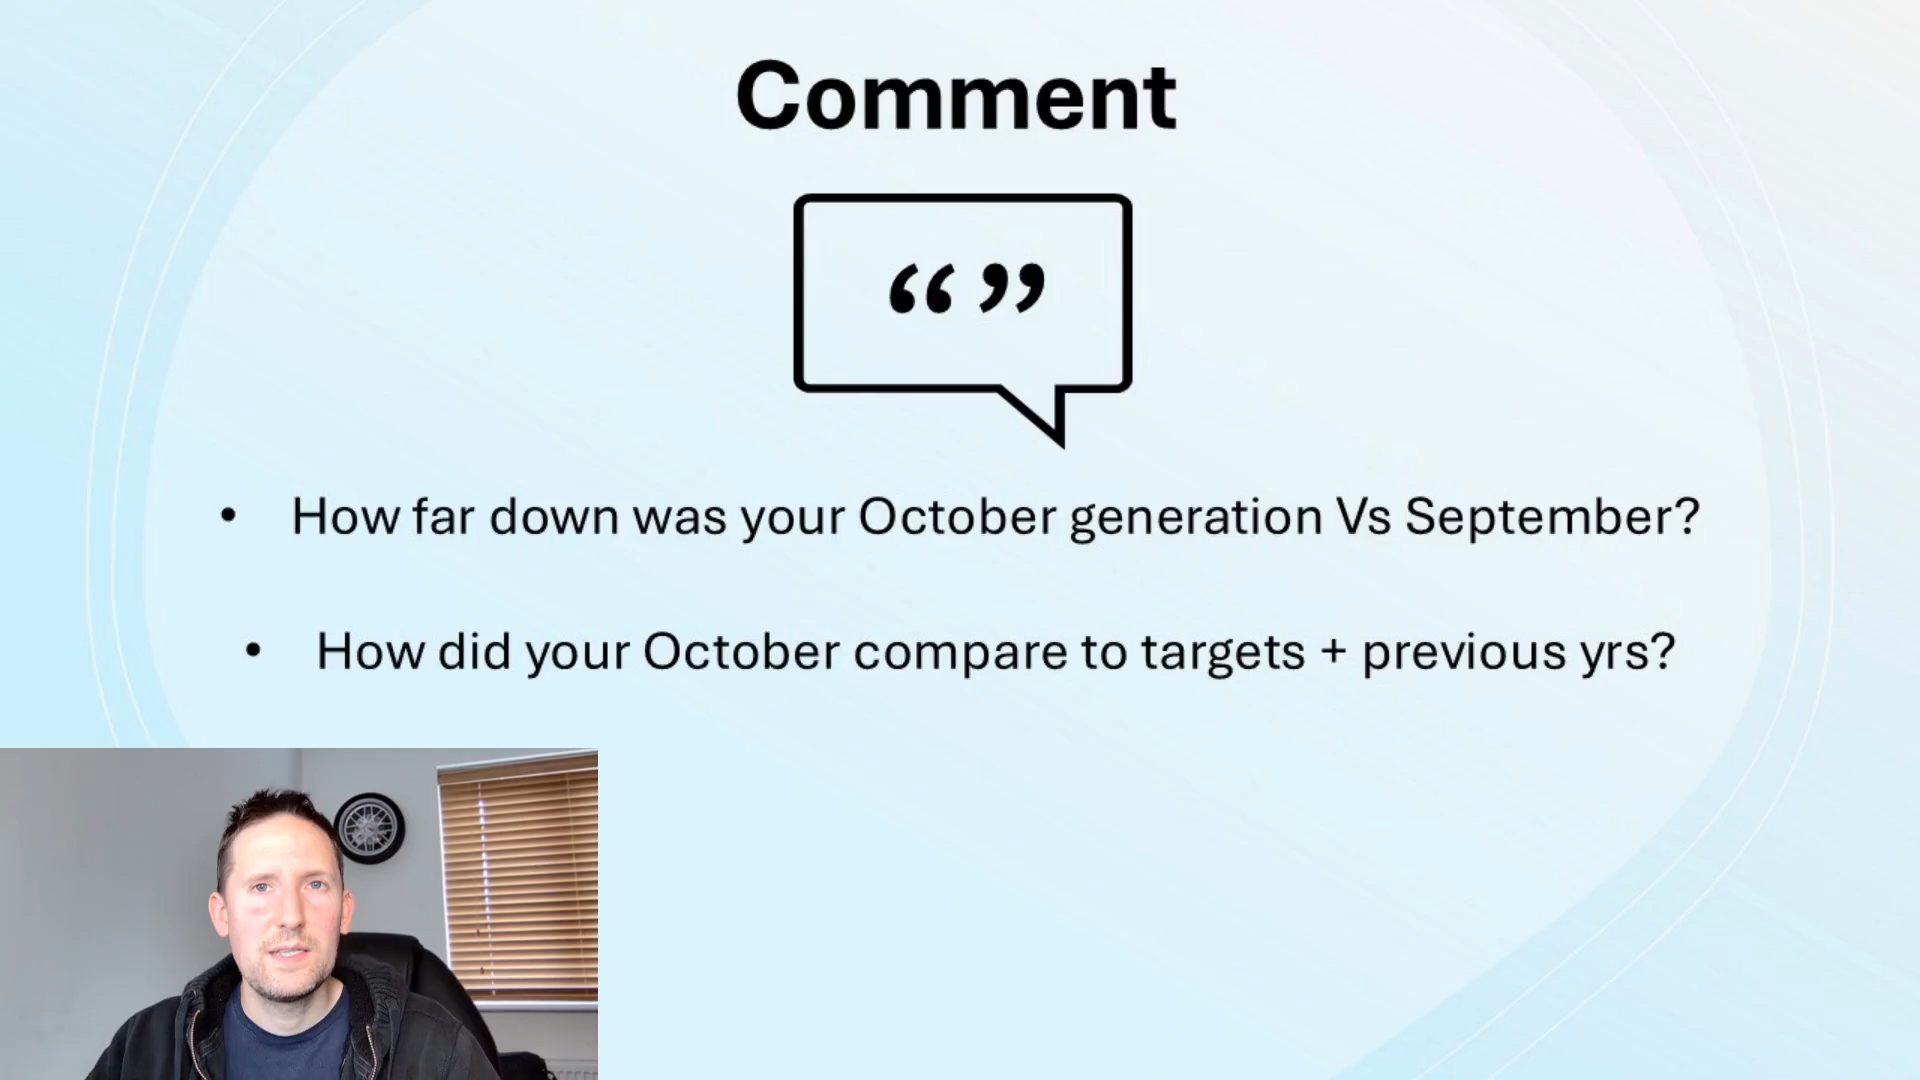 Comment
“ ”
• How far down was your October generation Vs September?
• How did your October compare to targets + previous yrs?